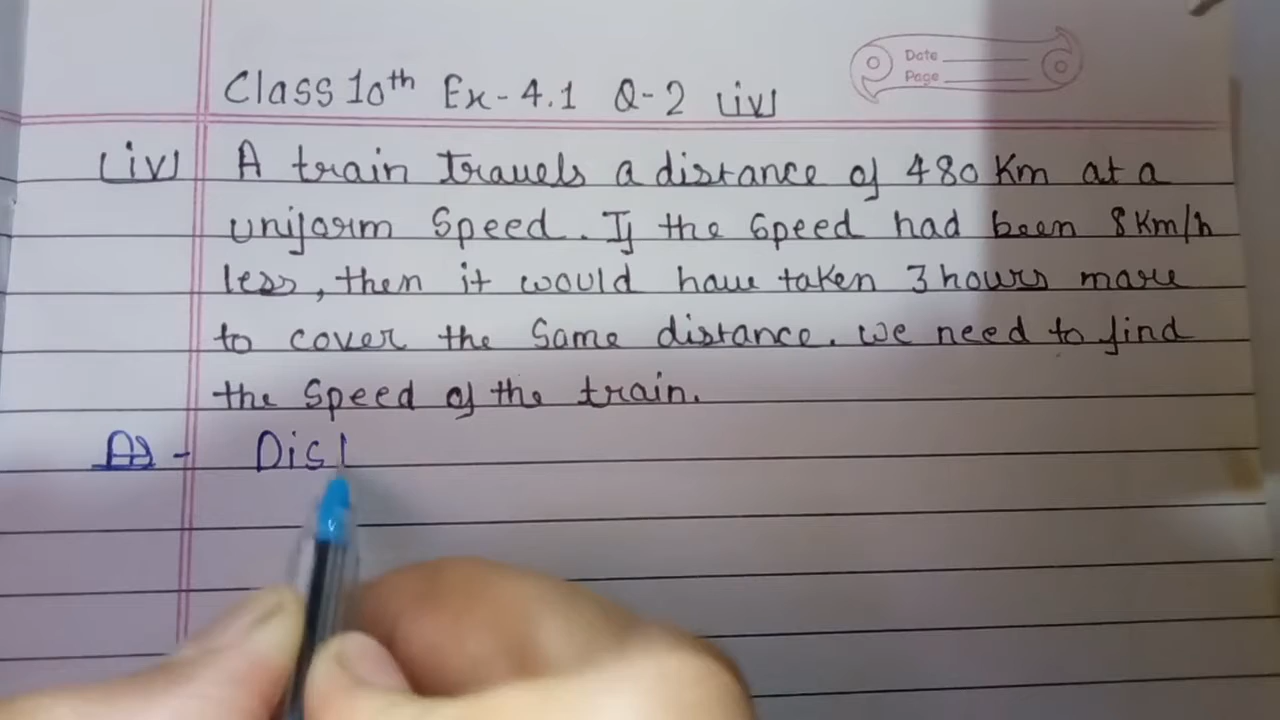 Date
Page
Class 10th Ex-4.1 Q-2 (iv)
(iv) A train travels a distance of 480 Km at a
uniform speed. If the speed had been 8 Km/h
less, then it would have taken 3 hours more
to cover the same distance. We need to find
the speed of the train.
Dis